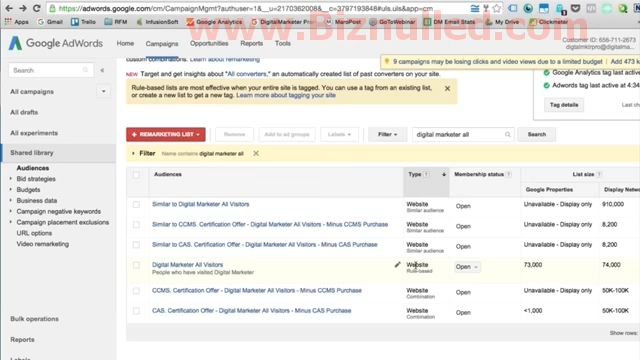 https://adwords.google.com/cm/CampaignMgmt?authuser=1&__u=2170362008&__c=3797193848#uls.uls&app=cm
www.Biznulled.com
Apps Google RFM CF InfusionSoft Google DigitalMarketer Pro MarsPost GoToWebinar DM Email Stats DM Chat Clickmeter
Google AdWords
Home Campaigns Opportunities Reports Tools
Customer ID: 656-711-2673
digitalmktrpro@digitalma...
9 campaigns may be losing clicks and video views due to a limited budget Add 473 k
Search
custom combinations. Learn about remarketing
All campaigns
All drafts
All experiments
Shared library
Audiences
Bid strategies
Budgets
Business data
Campaign negative keywords
Campaign placement exclusions
URL options
Video remarketing
Bulk operations
Reports
Labels
NEW Target and get insights about "All converters", an automatically created list of past converters on your site.
Rule-based lists are most effective when your entire site is tagged. You can use a tag from an existing list,
or create a new list to get a new tag. Learn more about tagging your site
Google Analytics tag last active
Adwords tag last active at 4:34
Tag details
+ REMARKETING LIST Remove Add to ad groups Labels Filter digital marketer all Search
Filter Name contains digital marketer all
Audiences Type ? Membership status ? List size ?
Google Properties Display Netwo
Similar to Digital Marketer All Visitors Website Open Unavailable - Display only 910,000
Similar audience
Similar to CCMS. Certification Offer - Digital Marketer All Visitors - Minus CCMS Purchase Website Open Unavailable - Display only 8,200
Similar audience
Similar to CAS. Certification Offer - Digital Marketer All Visitors - Minus CAS Purchase Website Open Unavailable - Display only 8,200
Similar audience
Digital Marketer All Visitors Website Open 73,000 74,000
People who have visited Digital Marketer Rule-based
CCMS. Certification Offer - Digital Marketer All Visitors - Minus CCMS Purchase Website Open Unavailable - Display only 50K-100K
Combination
CAS. Certification Offer - Digital Marketer All Visitors - Minus CAS Purchase Website Open <1,000 50K-100K
Combination
Show rows: